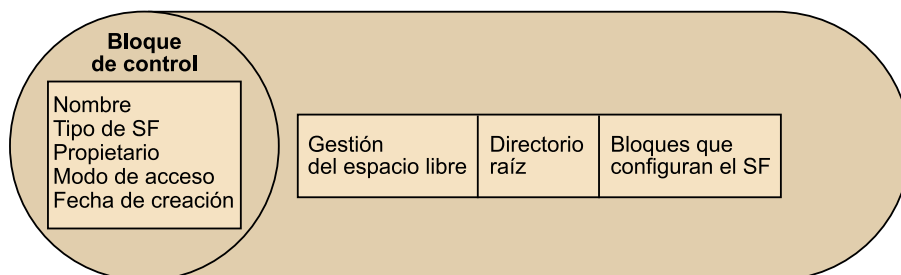 Bloque
de control
Nombre
Tipo de SF
Propietario
Modo de acceso
Fecha de creación
Gestión
del espacio libre
Directorio
raíz
Bloques que
configuran el SF